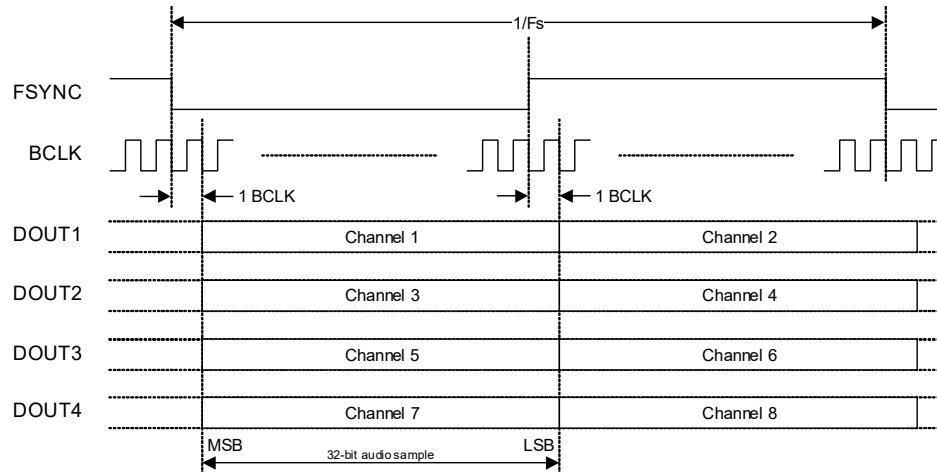 1/Fs
FSYNC
BCLK
1 BCLK
1 BCLK
DOUT1
Channel 1
Channel 2
DOUT2
Channel 3
Channel 4
DOUT3
Channel 5
Channel 6
DOUT4
Channel 7
Channel 8
MSB
LSB
32-bit audio sample